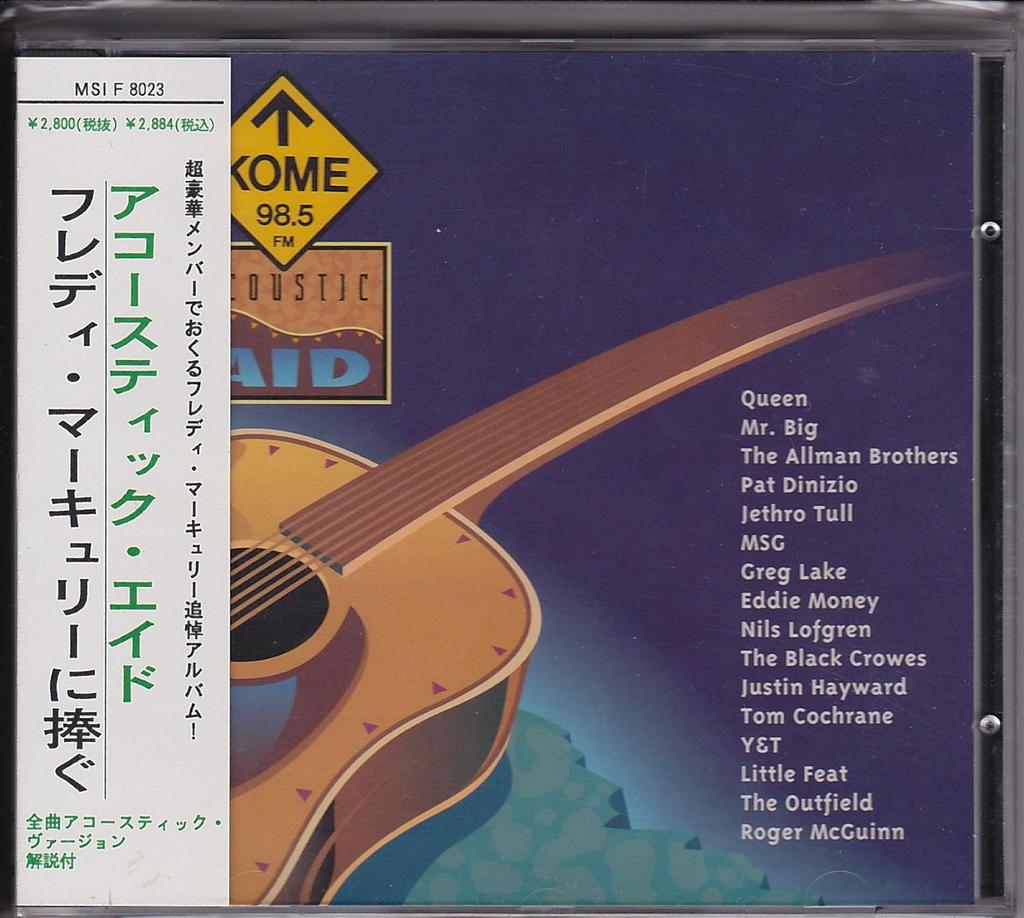 MSI F 8023
¥2,800(税抜) ¥2,884(税込)
超豪華メンバーでおくるフレディ・マーキュリー追悼アルバム!
アコースティック・エイド
フレディ・マーキュリーに捧ぐ
全曲アコースティック・
ヴァージョン
解説付
KOME
98.5
FM
COUSTIC
AID
Queen
Mr. Big
The Allman Brothers
Pat Dinizio
Jethro Tull
MSG
Greg Lake
Eddie Money
Nils Lofgren
The Black Crowes
Justin Hayward
Tom Cochrane
Y&T
Little Feat
The Outfield
Roger McGuinn